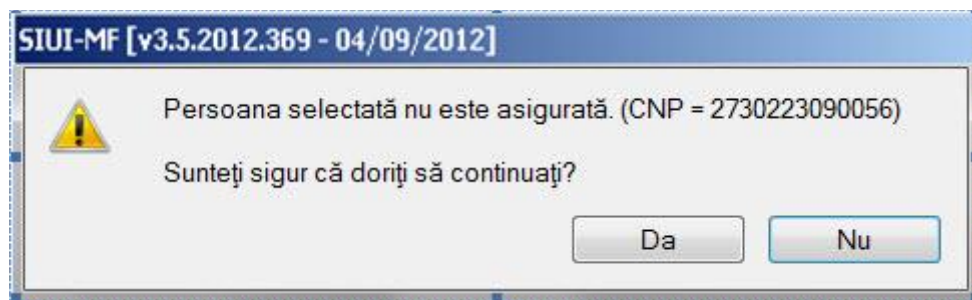 SIUI-MF [v3.5.2012.369 - 04/09/2012]
Persoana selectată nu este asigurată. (CNP = 2730223090056)
Sunteţi sigur că doriţi să continuaţi?
Da Nu